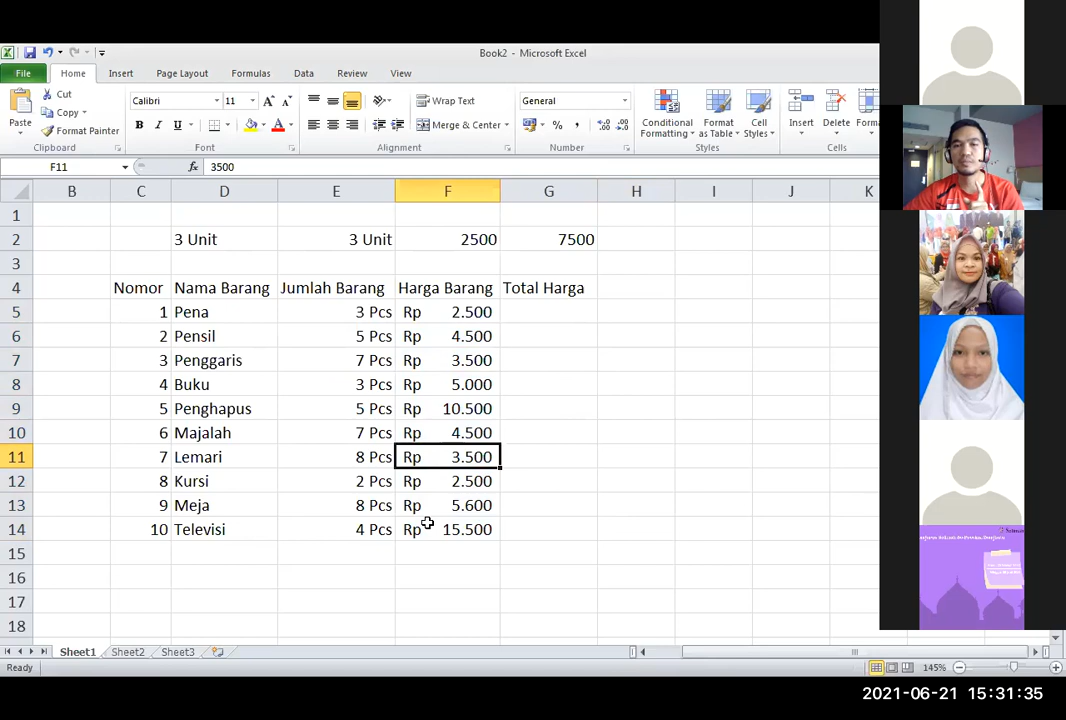 Book2 - Microsoft Excel
File Home Insert Page Layout Formulas Data Review View
Cut
Copy
Format Painter
Paste
Calibri 11
B I U
Wrap Text
Merge & Center
General
% ,
Conditional Formatting
Format as Table
Cell Styles
Insert Delete Forma
Clipboard Font Alignment Number Styles Cells
F11 fx 3500
B C D E F G H I J K
1
2 3 Unit 3 Unit 2500 7500
3
4 Nomor Nama Barang Jumlah Barang Harga Barang Total Harga
5 1 Pena 3 Pcs Rp 2.500
6 2 Pensil 5 Pcs Rp 4.500
7 3 Penggaris 7 Pcs Rp 3.500
8 4 Buku 3 Pcs Rp 5.000
9 5 Penghapus 5 Pcs Rp 10.500
10 6 Majalah 7 Pcs Rp 4.500
11 7 Lemari 8 Pcs Rp 3.500
12 8 Kursi 2 Pcs Rp 2.500
13 9 Meja 8 Pcs Rp 5.600
14 10 Televisi 4 Pcs Rp 15.500
15
16
17
18
Sheet1 Sheet2 Sheet3
Ready 145%
2021-06-21 15:31:35